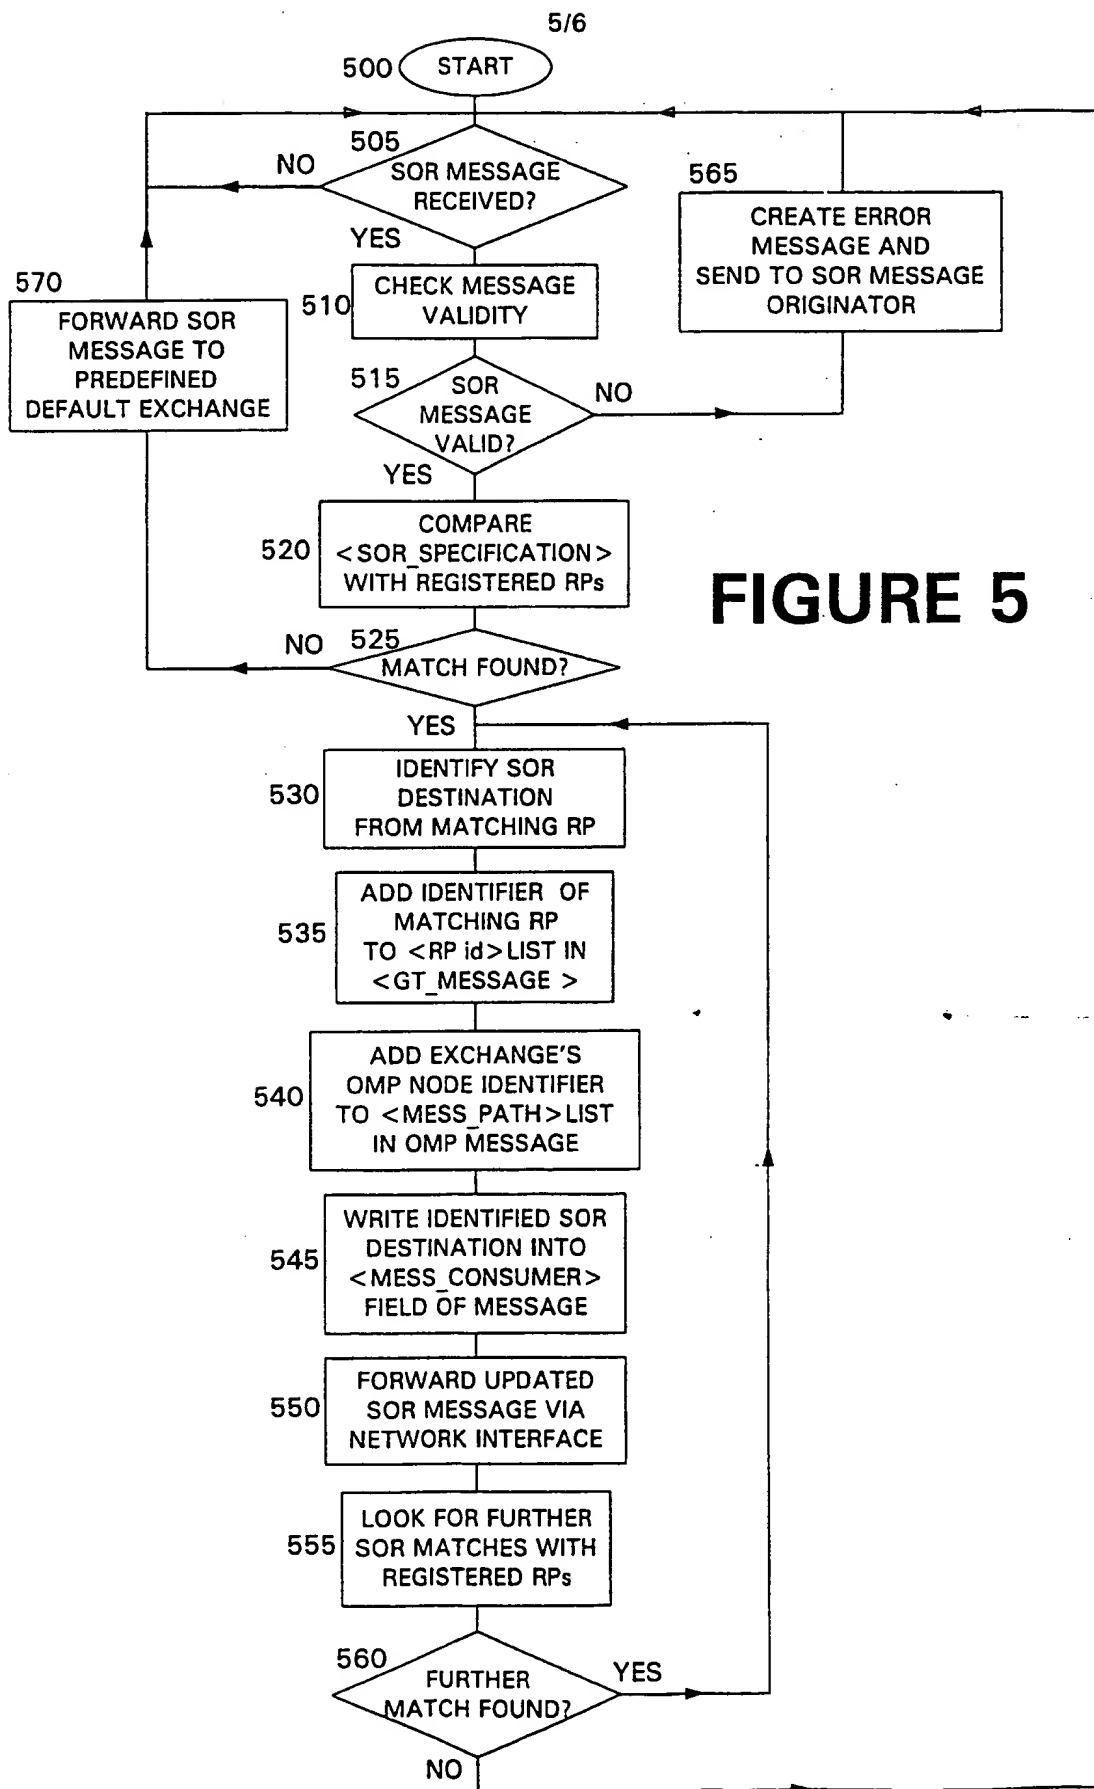 5/6
500
START
505
NO
SOR MESSAGE
RECEIVED?
YES
565
CREATE ERROR
MESSAGE AND
SEND TO SOR MESSAGE
ORIGINATOR
570
FORWARD SOR
MESSAGE TO
PREDEFINED
DEFAULT EXCHANGE
510
CHECK MESSAGE
VALIDITY
515
SOR
MESSAGE
VALID?
NO
YES
520
COMPARE
<SOR_SPECIFICATION>
WITH REGISTERED RPs
FIGURE 5
525
NO
MATCH FOUND?
YES
530
IDENTIFY SOR
DESTINATION
FROM MATCHING RP
535
ADD IDENTIFIER OF
MATCHING RP
TO <RP id> LIST IN
<GT_MESSAGE >
540
ADD EXCHANGE'S
OMP NODE IDENTIFIER
TO <MESS_PATH> LIST
IN OMP MESSAGE
545
WRITE IDENTIFIED SOR
DESTINATION INTO
<MESS_CONSUMER>
FIELD OF MESSAGE
550
FORWARD UPDATED
SOR MESSAGE VIA
NETWORK INTERFACE
555
LOOK FOR FURTHER
SOR MATCHES WITH
REGISTERED RPs
560
FURTHER
MATCH FOUND?
YES
NO